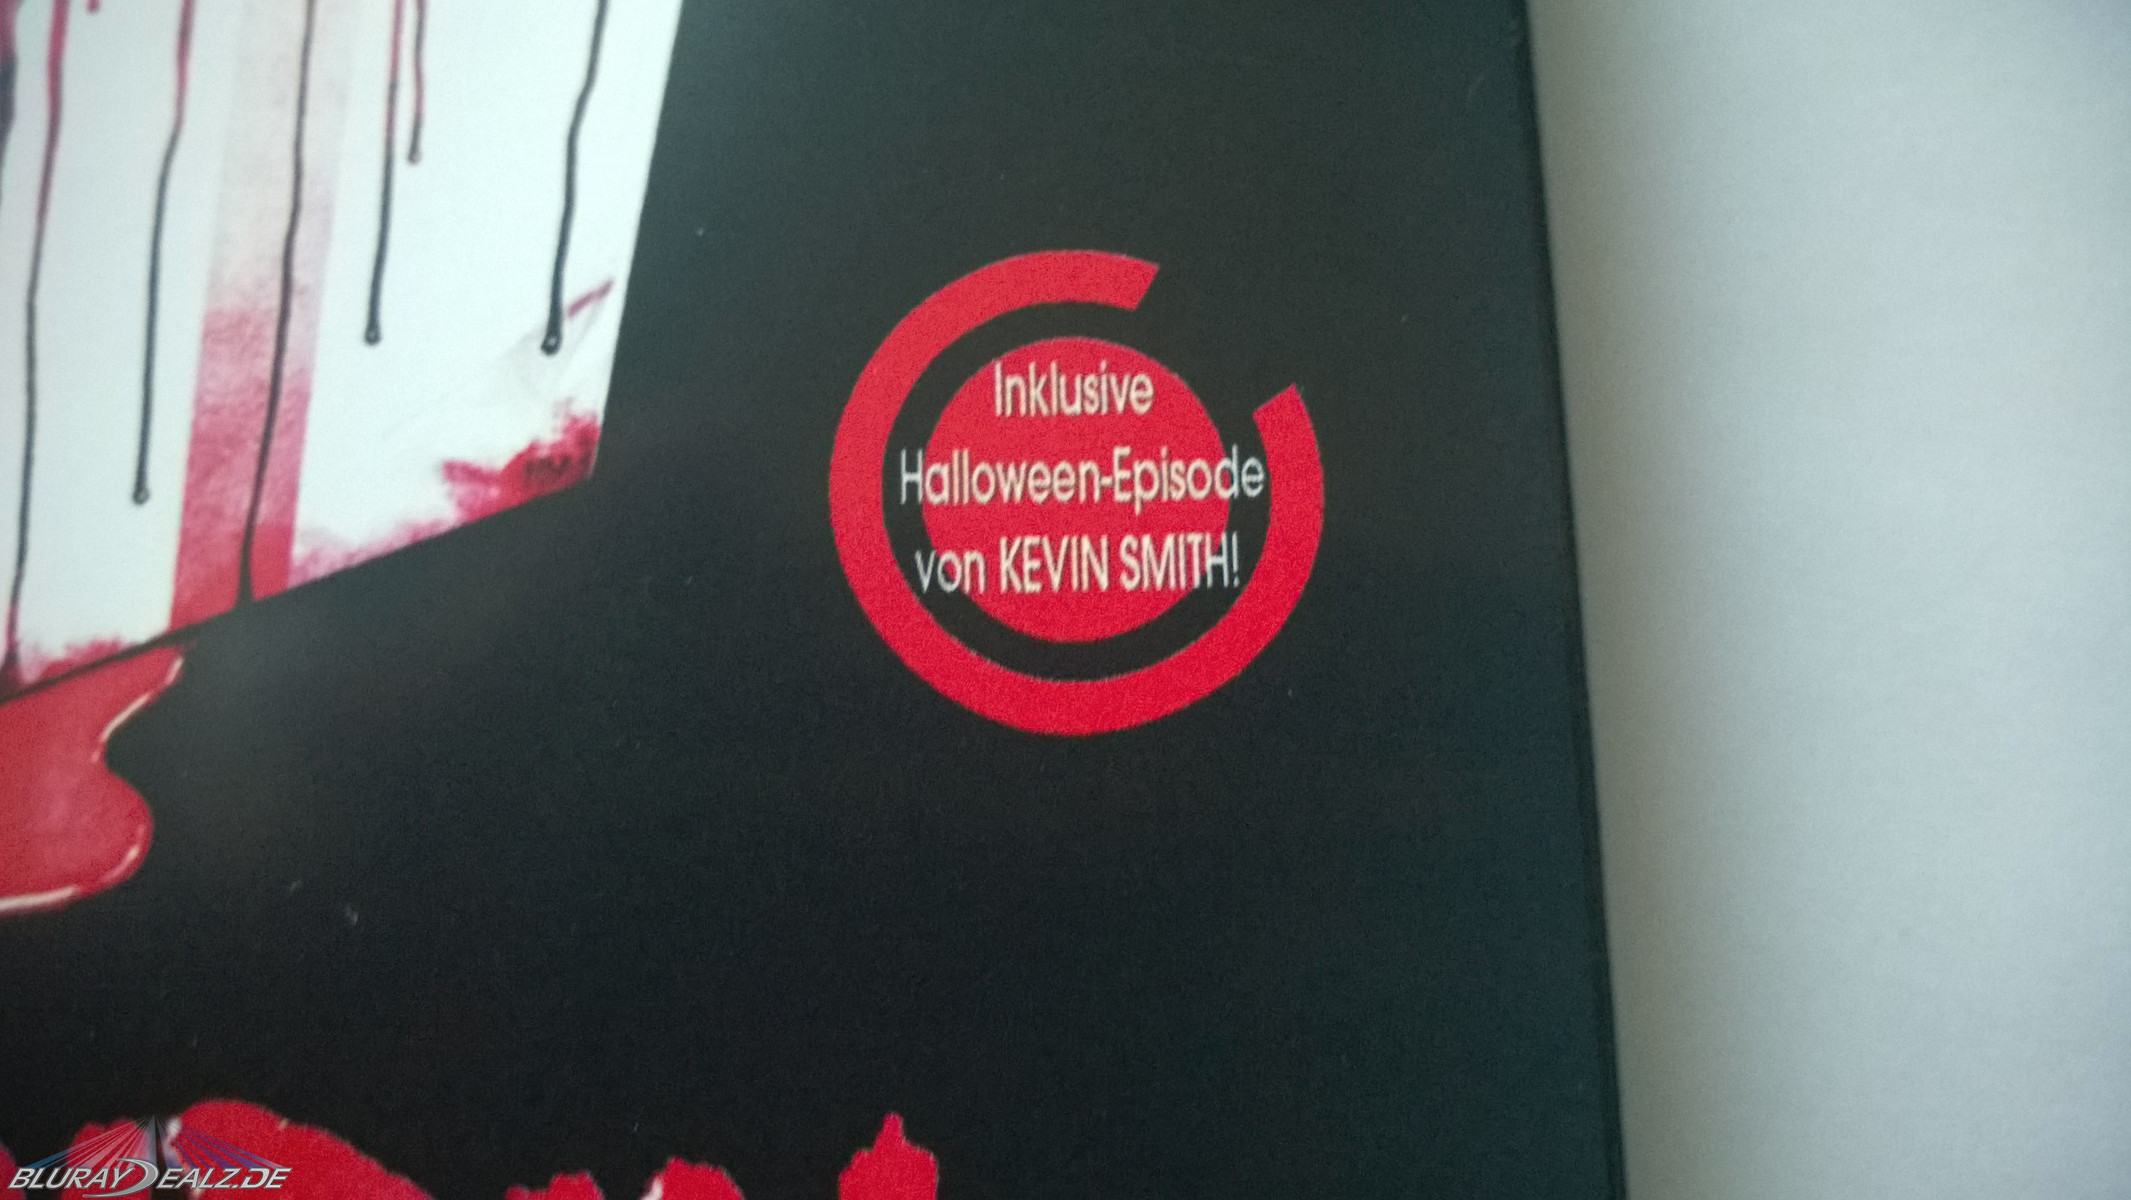 Inklusive
Halloween-Episode
von KEVIN SMITH!
BLURAYDEALZ.DE